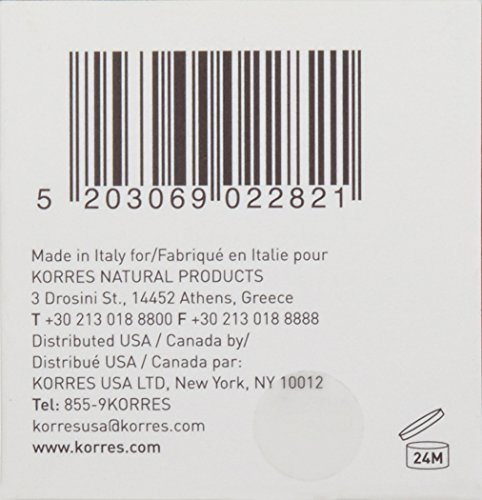 5 203069 022821
Made in Italy for/Fabriqué en Italie pour
KORRES NATURAL PRODUCTS
3 Drosini St., 14452 Athens, Greece
T +30 213 018 8800 F +30 213 018 8888
Distributed USA / Canada by/
Distribué USA / Canada par:
KORRES USA LTD, New York, NY 10012
Tel: 855-9KORRES
korresusa@korres.com
www.korres.com
24M